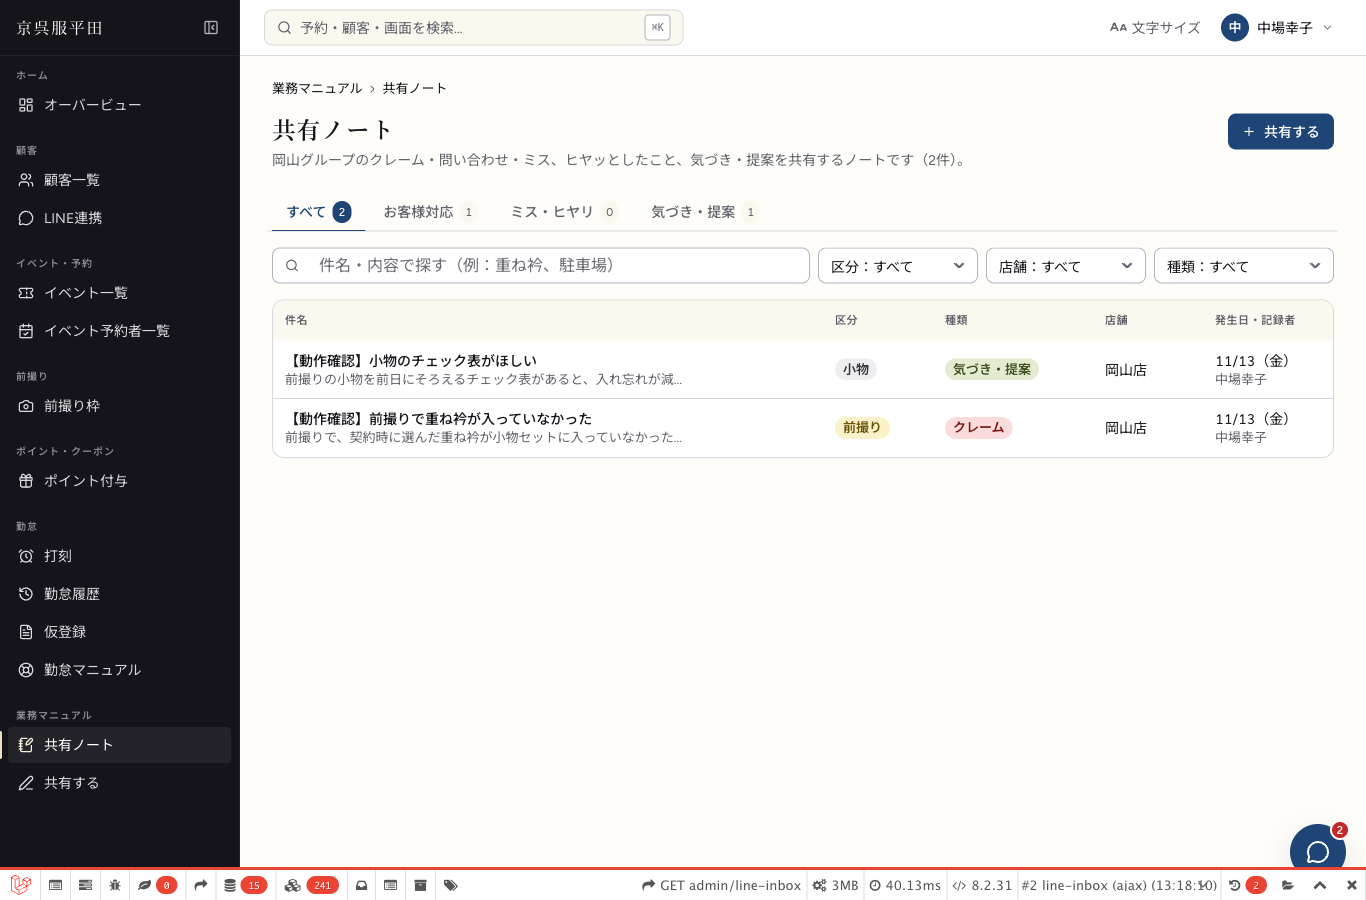 京呉服平田
予約・顧客・画面を検索...
⌘K
Aa 文字サイズ
中 中場幸子
ホーム
オーバービュー
顧客
顧客一覧
LINE連携
イベント・予約
イベント一覧
イベント予約者一覧
前撮り
前撮り枠
ポイント・クーポン
ポイント付与
勤怠
打刻
勤怠履歴
仮登録
勤怠マニュアル
業務マニュアル
共有ノート
共有する
業務マニュアル › 共有ノート
共有ノート
岡山グループのクレーム・問い合わせ・ミス、ヒヤッとしたこと、気づき・提案を共有するノートです（2件）。
+ 共有する
すべて 2 お客様対応 1 ミス・ヒヤリ 0 気づき・提案 1
件名・内容で探す（例：重ね衿、駐車場）
区分：すべて
店舗：すべて
種類：すべて
件名 区分 種類 店舗 発生日・記録者
【動作確認】小物のチェック表がほしい
前撮りの小物を前日にそろえるチェック表があると、入れ忘れが減...
小物 気づき・提案 岡山店
11/13（金）
中場幸子
【動作確認】前撮りで重ね衿が入っていなかった
前撮りで、契約時に選んだ重ね衿が小物セットに入っていなかった...
前撮り クレーム 岡山店
11/13（金）
中場幸子
2
0 15 241 GET admin/line-inbox 3MB 40.13ms 8.2.31 #2 line-inbox (ajax) (13:18:10) 2